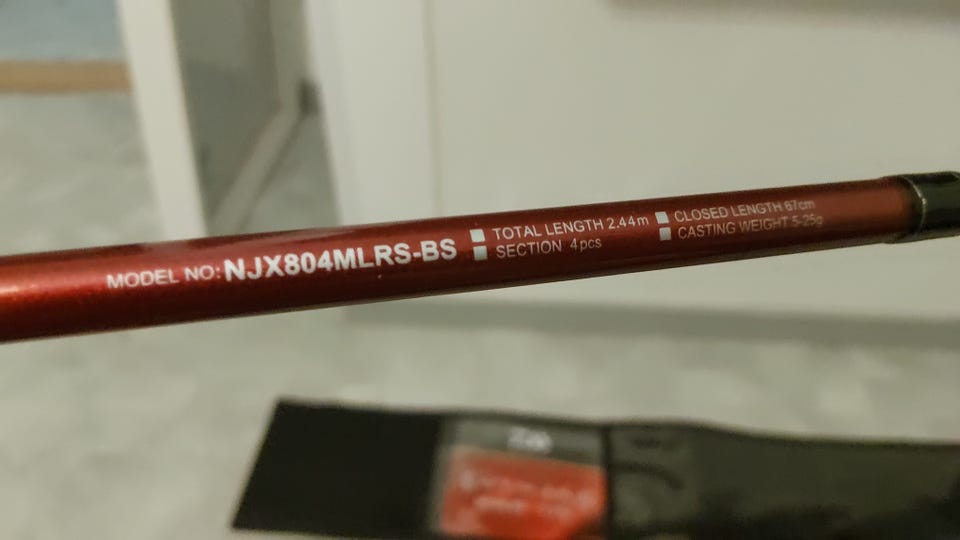 MODEL NO: NJX804MLRS-BS
TOTAL LENGTH 2.44m
SECTION 4pcs
CLOSED LENGTH 67cm
CASTING WEIGHT 5-25g